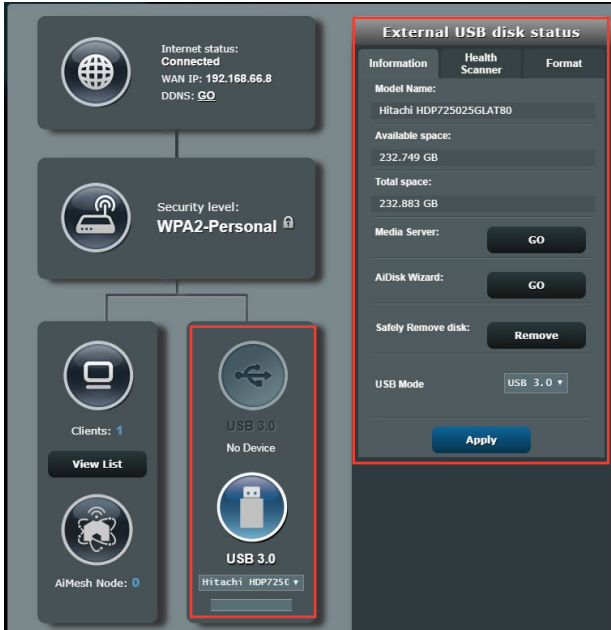 Internet status:
Connected
WAN IP: 192.168.66.8
DDNS: GO
Security level:
WPA2-Personal
Clients: 1
View List
AiMesh Node: 0
USB 3.0
No Device
USB 3.0
Hitachi HDP725C
External USB disk status
Information
Health
Scanner
Format
Model Name:
Hitachi HDP725025GLAT80
Available space:
232.749 GB
Total space:
232.883 GB
Media Server:
GO
AiDisk Wizard:
GO
Safely Remove disk:
Remove
USB Mode
USB 3.0
Apply